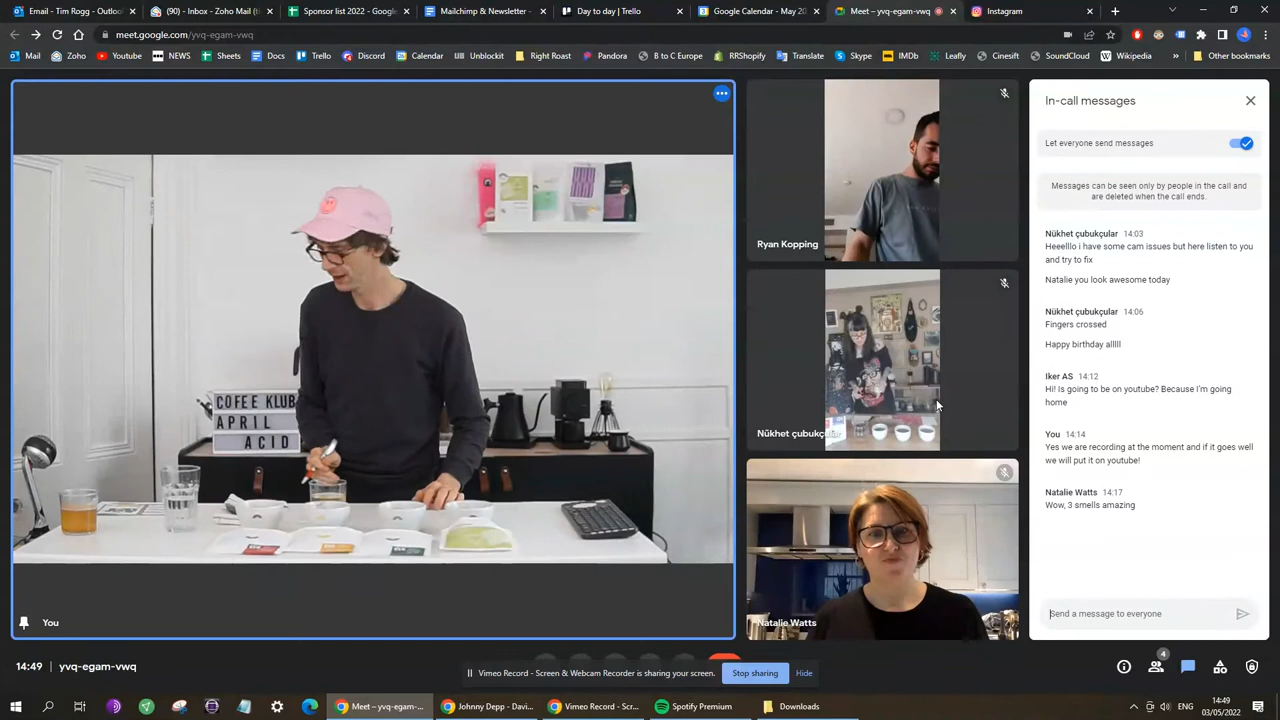 Email - Tim Rogg - Outlook
(90) - Inbox - Zoho Mail (ti
Sponsor list 2022 - Google
Mailchimp & Newsletter -
Day to day | Trello
Google Calendar - May 20
Meet – yvq-egam-vwq
Instagram
meet.google.com/yvq-egam-vwq
Mail
Zoho
Youtube
NEWS
Sheets
Docs
Trello
Discord
Calendar
Unblockit
Right Roast
Pandora
B to C Europe
RRShopify
Translate
Skype
IMDb
Leafly
Cinesift
SoundCloud
Wikipedia
»
Other bookmarks
COFEE KLUB
APRIL
ACID
You
Ryan Kopping
Nükhet çubukçular
Natalie Watts
In-call messages
Let everyone send messages
Messages can be seen only by people in the call and
are deleted when the call ends.
Nükhet çubukçular 14:03
Heeelllo i have some cam issues but here listen to you
and try to fix
Natalie you look awesome today
Nükhet çubukçular 14:06
Fingers crossed
Happy birthday alllll
Iker AS 14:12
Hi! Is going to be on youtube? Because I'm going
home
You 14:14
Yes we are recording at the moment and if it goes well
we will put it on youtube!
Natalie Watts 14:17
Wow, 3 smells amazing
Send a message to everyone
14:49 yvq-egam-vwq
Vimeo Record - Screen & Webcam Recorder is sharing your screen.
Stop sharing
Hide
4
Meet – yvq-egam-...
Johnny Depp - Davi...
Vimeo Record - Scr...
Spotify Premium
Downloads
ENG
14:49
03/05/2022